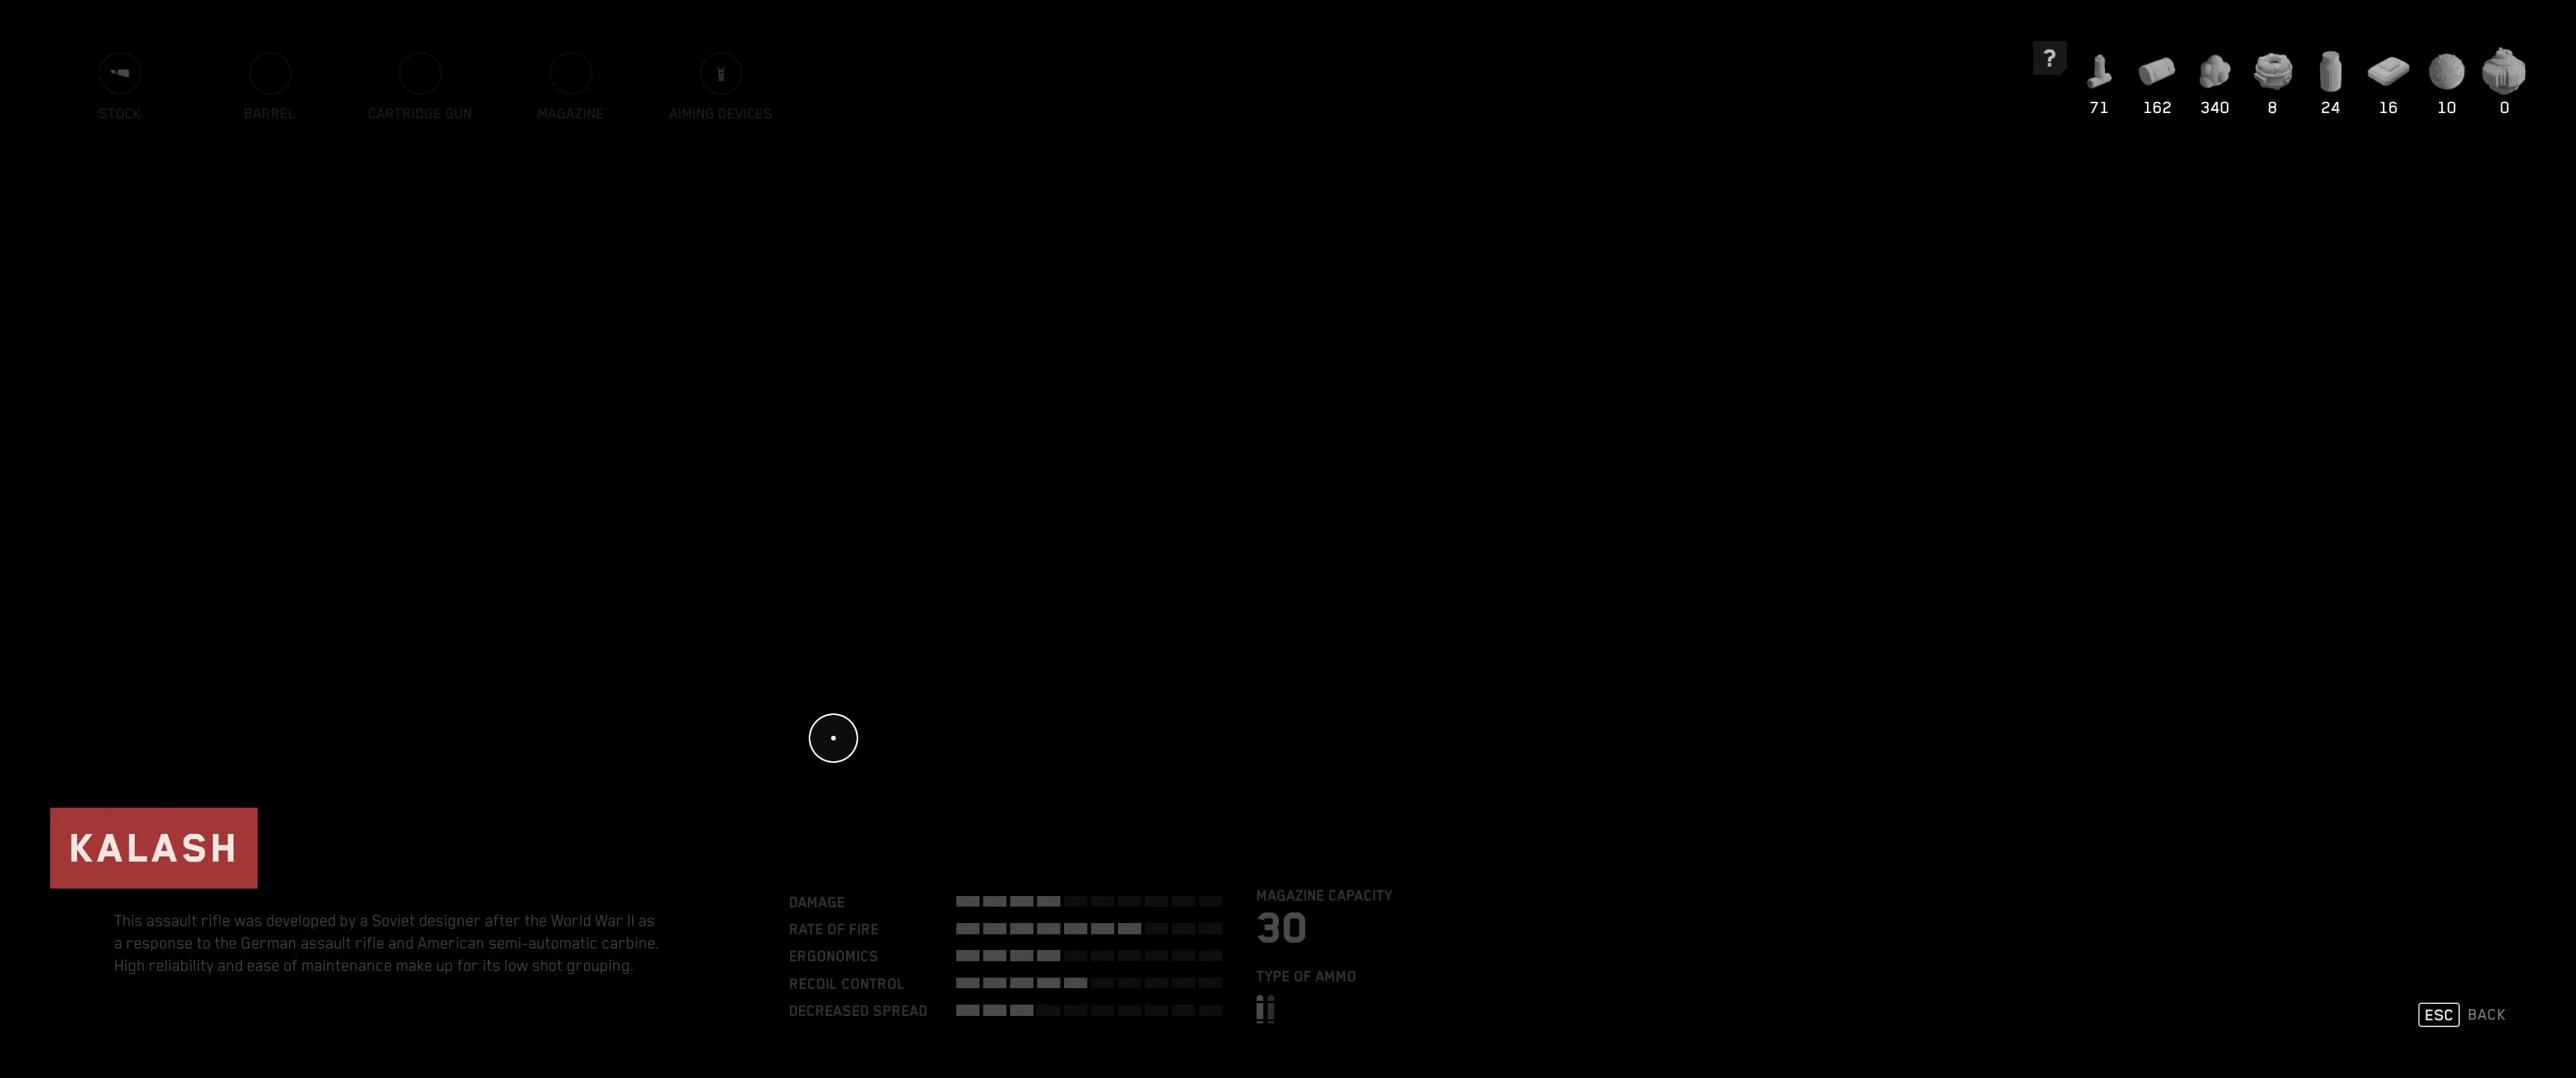 STOCK
BARREL
CARTRIDGE GUN
MAGAZINE
AIMING DEVICES
?
71
162
340
8
24
16
10
0
KALASH
This assault rifle was developed by a Soviet designer after the World War II as
a response to the German assault rifle and American semi-automatic carbine.
High reliability and ease of maintenance make up for its low shot grouping.
DAMAGE
RATE OF FIRE
ERGONOMICS
RECOIL CONTROL
DECREASED SPREAD
MAGAZINE CAPACITY
30
TYPE OF AMMO
ESC BACK